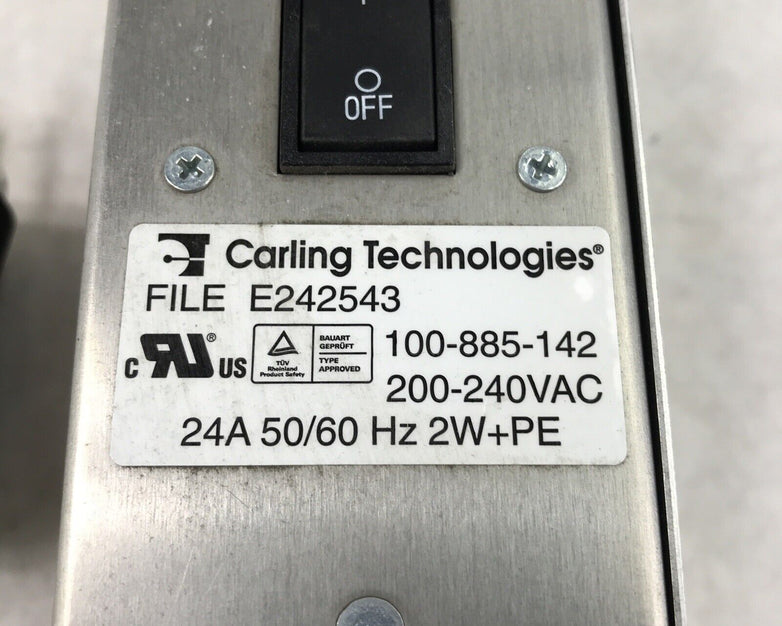 OFF
Carling Technologies®
FILE E242543
c RU® US
TÜV
Rheinland
Product Safety
BAUART
GEPRÜFT
TYPE
APPROVED
100-885-142
200-240VAC
24A 50/60 Hz 2W+PE